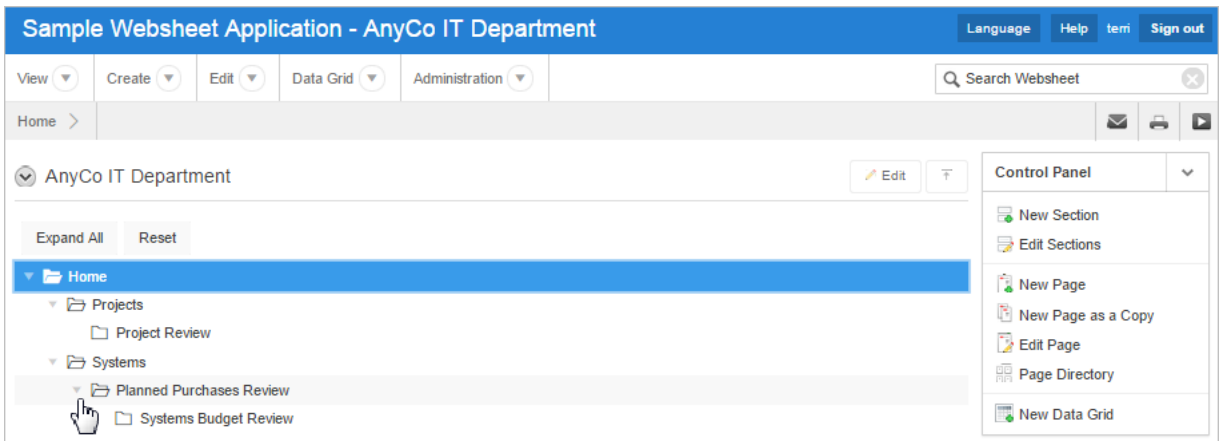 Sample Websheet Application - AnyCo IT Department
Language Help terri Sign out
View Create Edit Data Grid Administration Search Websheet
Home
AnyCo IT Department Edit
Control Panel
New Section
Edit Sections
New Page
New Page as a Copy
Edit Page
Page Directory
New Data Grid
Expand All Reset
Home
Projects
Project Review
Systems
Planned Purchases Review
Systems Budget Review